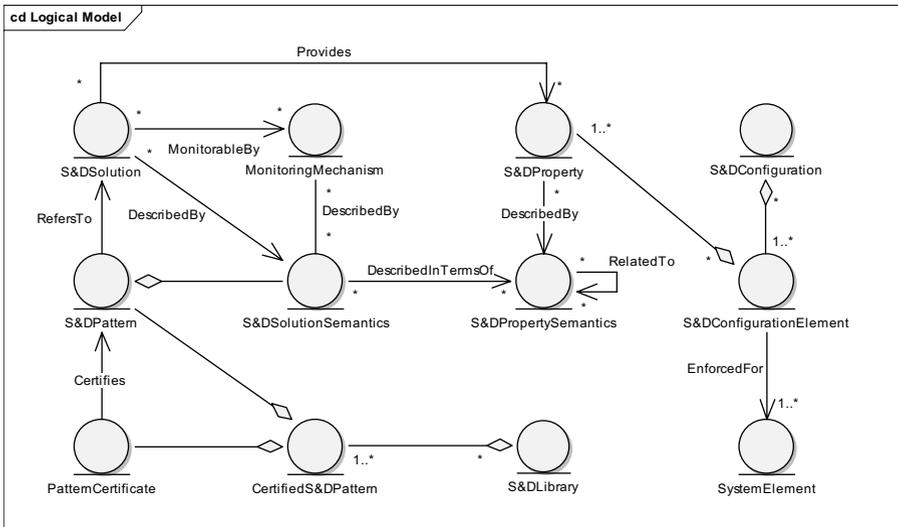 cd Logical Model
Provides
*
*
*
*
*
1..*
MonitorableBy
S&DSolution
MonitoringMechanism
S&DProperty
S&DConfiguration
*
*
*
*
RefersTo
DescribedBy
DescribedBy
DescribedBy
*
1..*
DescribedInTermsOf
*
RelatedTo
*
*
*
*
S&DPattern
S&DSolutionSemantics
S&DPropertySemantics
S&DConfigurationElement
Certifies
EnforcedFor
1..*
1..*
*
PatternCertificate
CertifiedS&DPattern
S&DLibrary
SystemElement